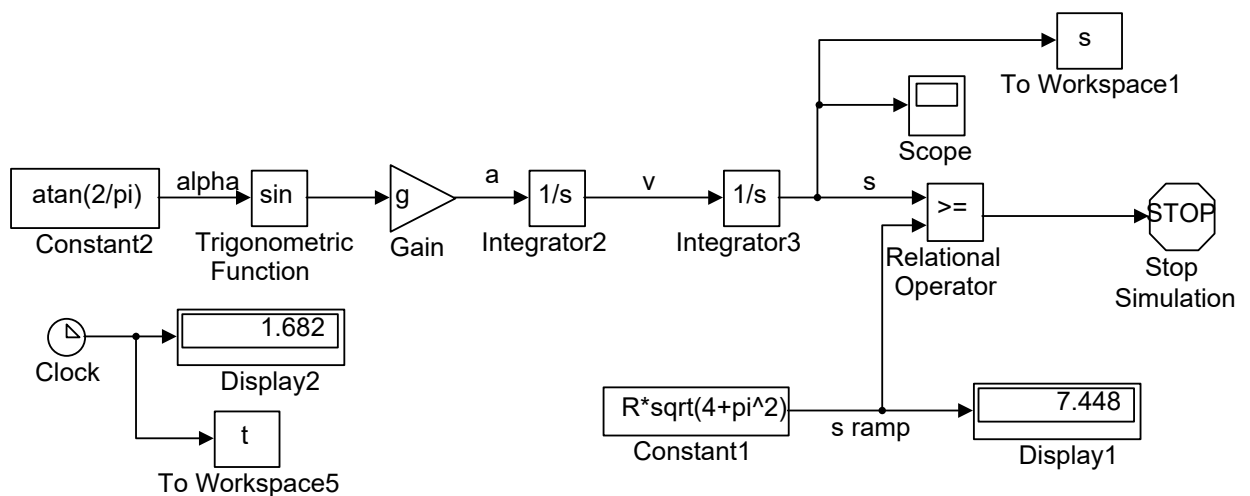 s
To Workspace1
Scope
atan(2/pi)
alpha
sin
g
a
1/s
v
1/s
s
>=
STOP
Constant2
Trigonometric
Function
Gain
Integrator2
Integrator3
Relational
Operator
Stop
Simulation
Clock
1.682
Display2
t
To Workspace5
R*sqrt(4+pi^2)
Constant1
s ramp
7.448
Display1